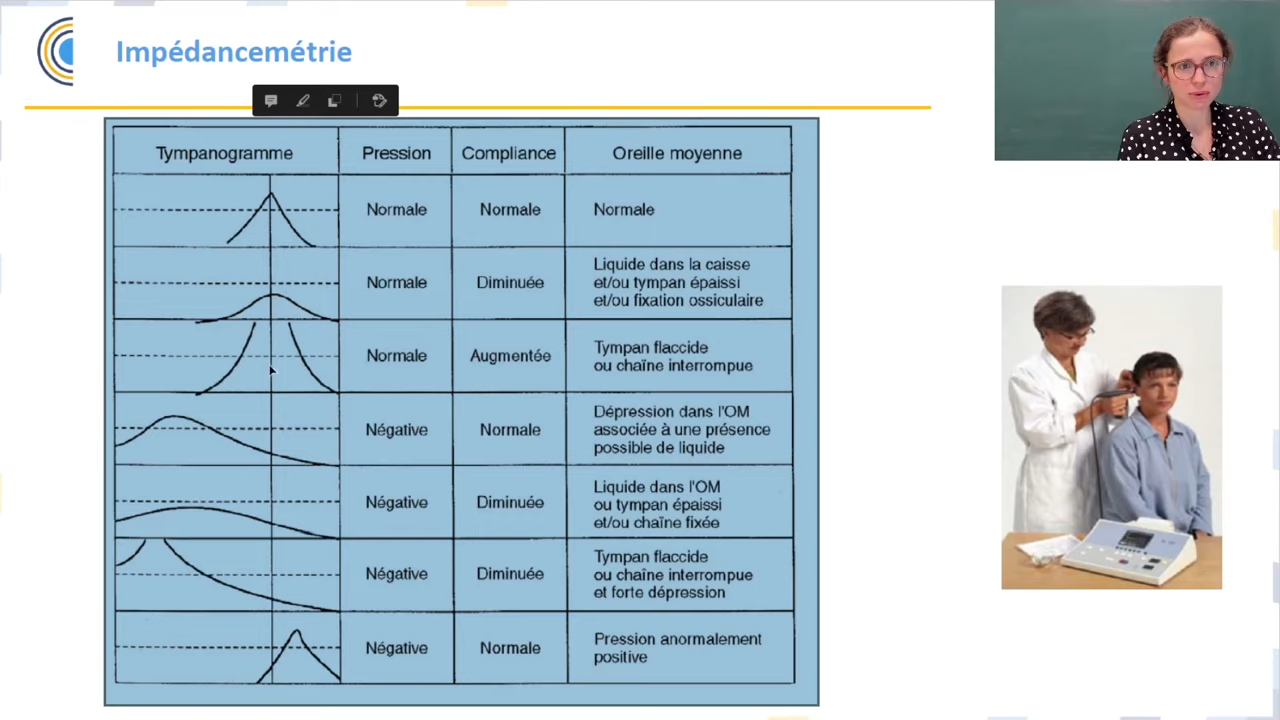 Impédancemétrie
Tympanogramme
Pression
Compliance
Oreille moyenne
Normale
Normale
Normale
Normale
Diminuée
Liquide dans la caisse
et/ou tympan épaissi
et/ou fixation ossiculaire
Normale
Augmentée
Tympan flaccide
ou chaîne interrompue
Négative
Normale
Dépression dans l'OM
associée à une présence
possible de liquide
Négative
Diminuée
Liquide dans l'OM
ou tympan épaissi
et/ou chaîne fixée
Négative
Diminuée
Tympan flaccide
ou chaîne interrompue
et forte dépression
Négative
Normale
Pression anormalement
positive